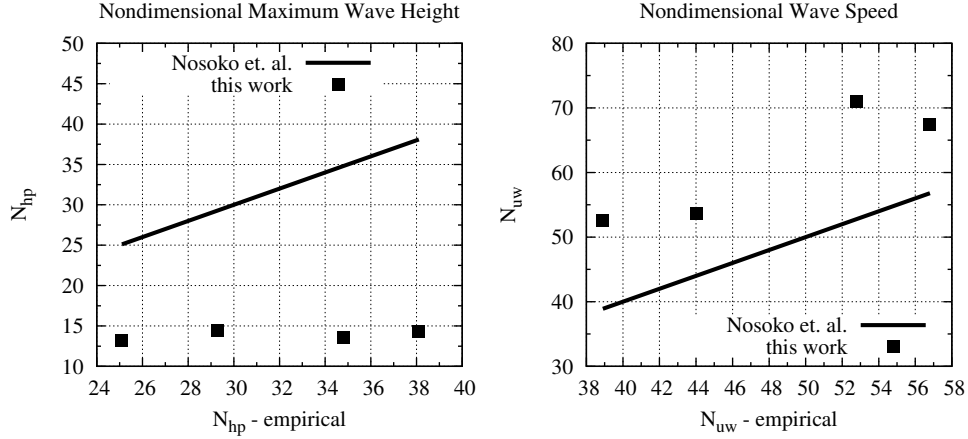 Nondimensional Maximum Wave Height
50
45
40
35
30
25
20
15
10
N_hp
Nosoko et. al.
this work
24 26 28 30 32 34 36 38 40
N_hp - empirical
Nondimensional Wave Speed
80
70
60
50
40
30
N_uw
Nosoko et. al.
this work
38 40 42 44 46 48 50 52 54 56 58
N_uw - empirical